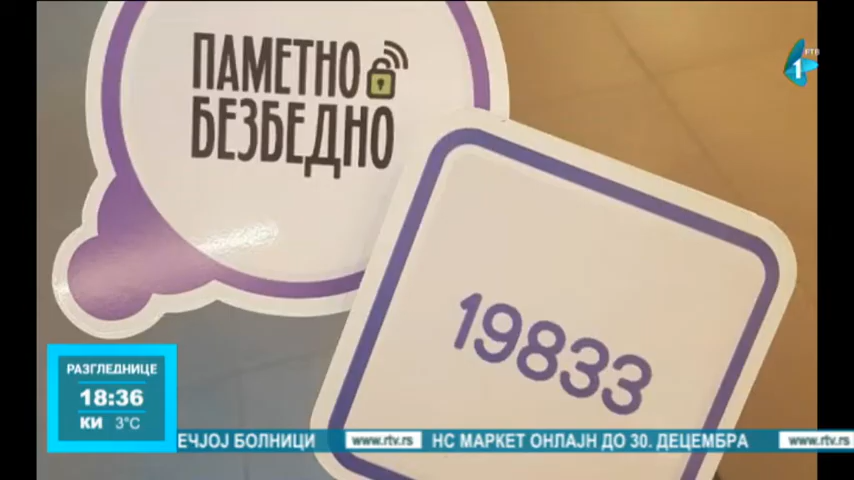 ПАМЕТНО
БЕЗБЕДНО
РТВ
1
19833
РАЗГЛЕДНИЦЕ
18:36
КИ 3°C
ЕЧЈОЈ БОЛНИЦИ www.rtv.rs НС МАРКЕТ ОНЛАЈН ДО 30. ДЕЦЕМБРА www.rtv.rs